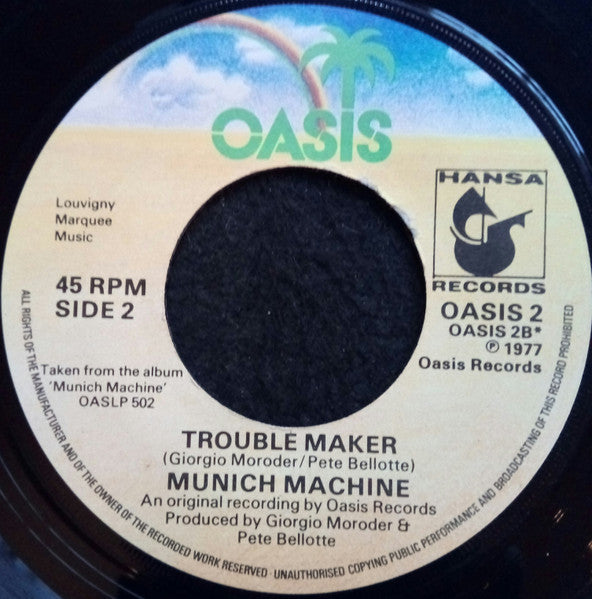 OASIS
HANSA
RECORDS
Louvigny
Marquee
Music
45 RPM
SIDE 2
OASIS 2
OASIS 2B*
℗ 1977
Oasis Records
Taken from the album
'Munich Machine'
OASLP 502
TROUBLE MAKER
(Giorgio Moroder/Pete Bellotte)
MUNICH MACHINE
An original recording by Oasis Records
Produced by Giorgio Moroder &
Pete Bellotte
ALL RIGHTS OF THE MANUFACTURER AND OF THE OWNER OF THE RECORDED WORK RESERVED · UNAUTHORISED COPYING PUBLIC PERFORMANCE AND BROADCASTING OF THIS RECORD PROHIBITED